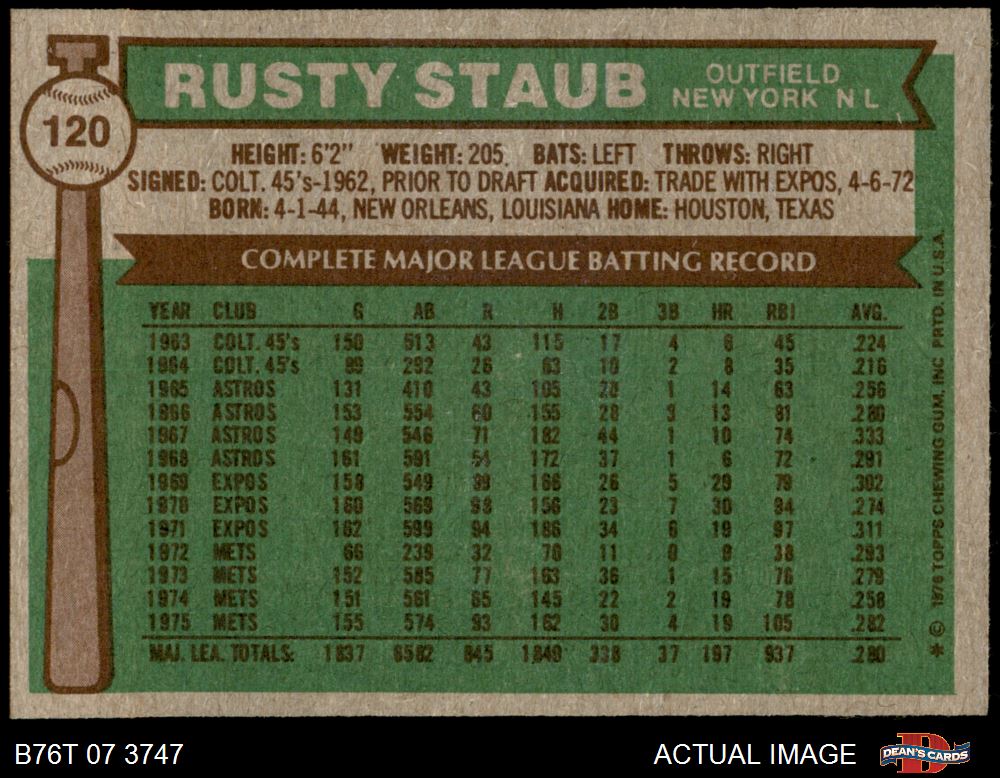 RUSTY STAUB
OUTFIELD
NEW YORK N L
120
HEIGHT: 6'2" WEIGHT: 205. BATS: LEFT THROWS: RIGHT
SIGNED: COLT. 45's-1962, PRIOR TO DRAFT ACQUIRED: TRADE WITH EXPOS, 4-6-72
BORN: 4-1-44, NEW ORLEANS, LOUISIANA HOME: HOUSTON, TEXAS
COMPLETE MAJOR LEAGUE BATTING RECORD
YEAR CLUB G AB R H 2B 3B HR RBI AVG.
1963 COLT. 45's 150 513 43 115 17 4 6 45 .224
1964 COLT. 45's 89 292 26 63 10 2 8 35 .216
1965 ASTROS 131 410 43 105 20 1 14 63 .256
1966 ASTROS 153 554 60 155 28 3 13 81 .280
1967 ASTROS 149 546 71 182 44 1 10 74 .333
1968 ASTROS 161 591 54 172 37 1 6 72 .291
1969 EXPOS 158 549 89 166 26 5 29 79 .302
1970 EXPOS 160 569 98 156 23 7 30 94 .274
1971 EXPOS 162 599 94 186 34 6 19 97 .311
1972 METS 66 239 32 70 11 0 9 38 .293
1973 METS 152 585 77 163 36 1 15 76 .279
1974 METS 151 561 65 145 22 2 19 78 .258
1975 METS 155 574 93 162 30 4 19 105 .282
MAJ. LEA. TOTALS: 1837 6582 845 1840 338 37 197 937 .280
* © 1976 TOPPS CHEWING GUM, INC PRTD. IN U.S.A.
B76T 07 3747
ACTUAL IMAGE
D
DEAN'S CARDS